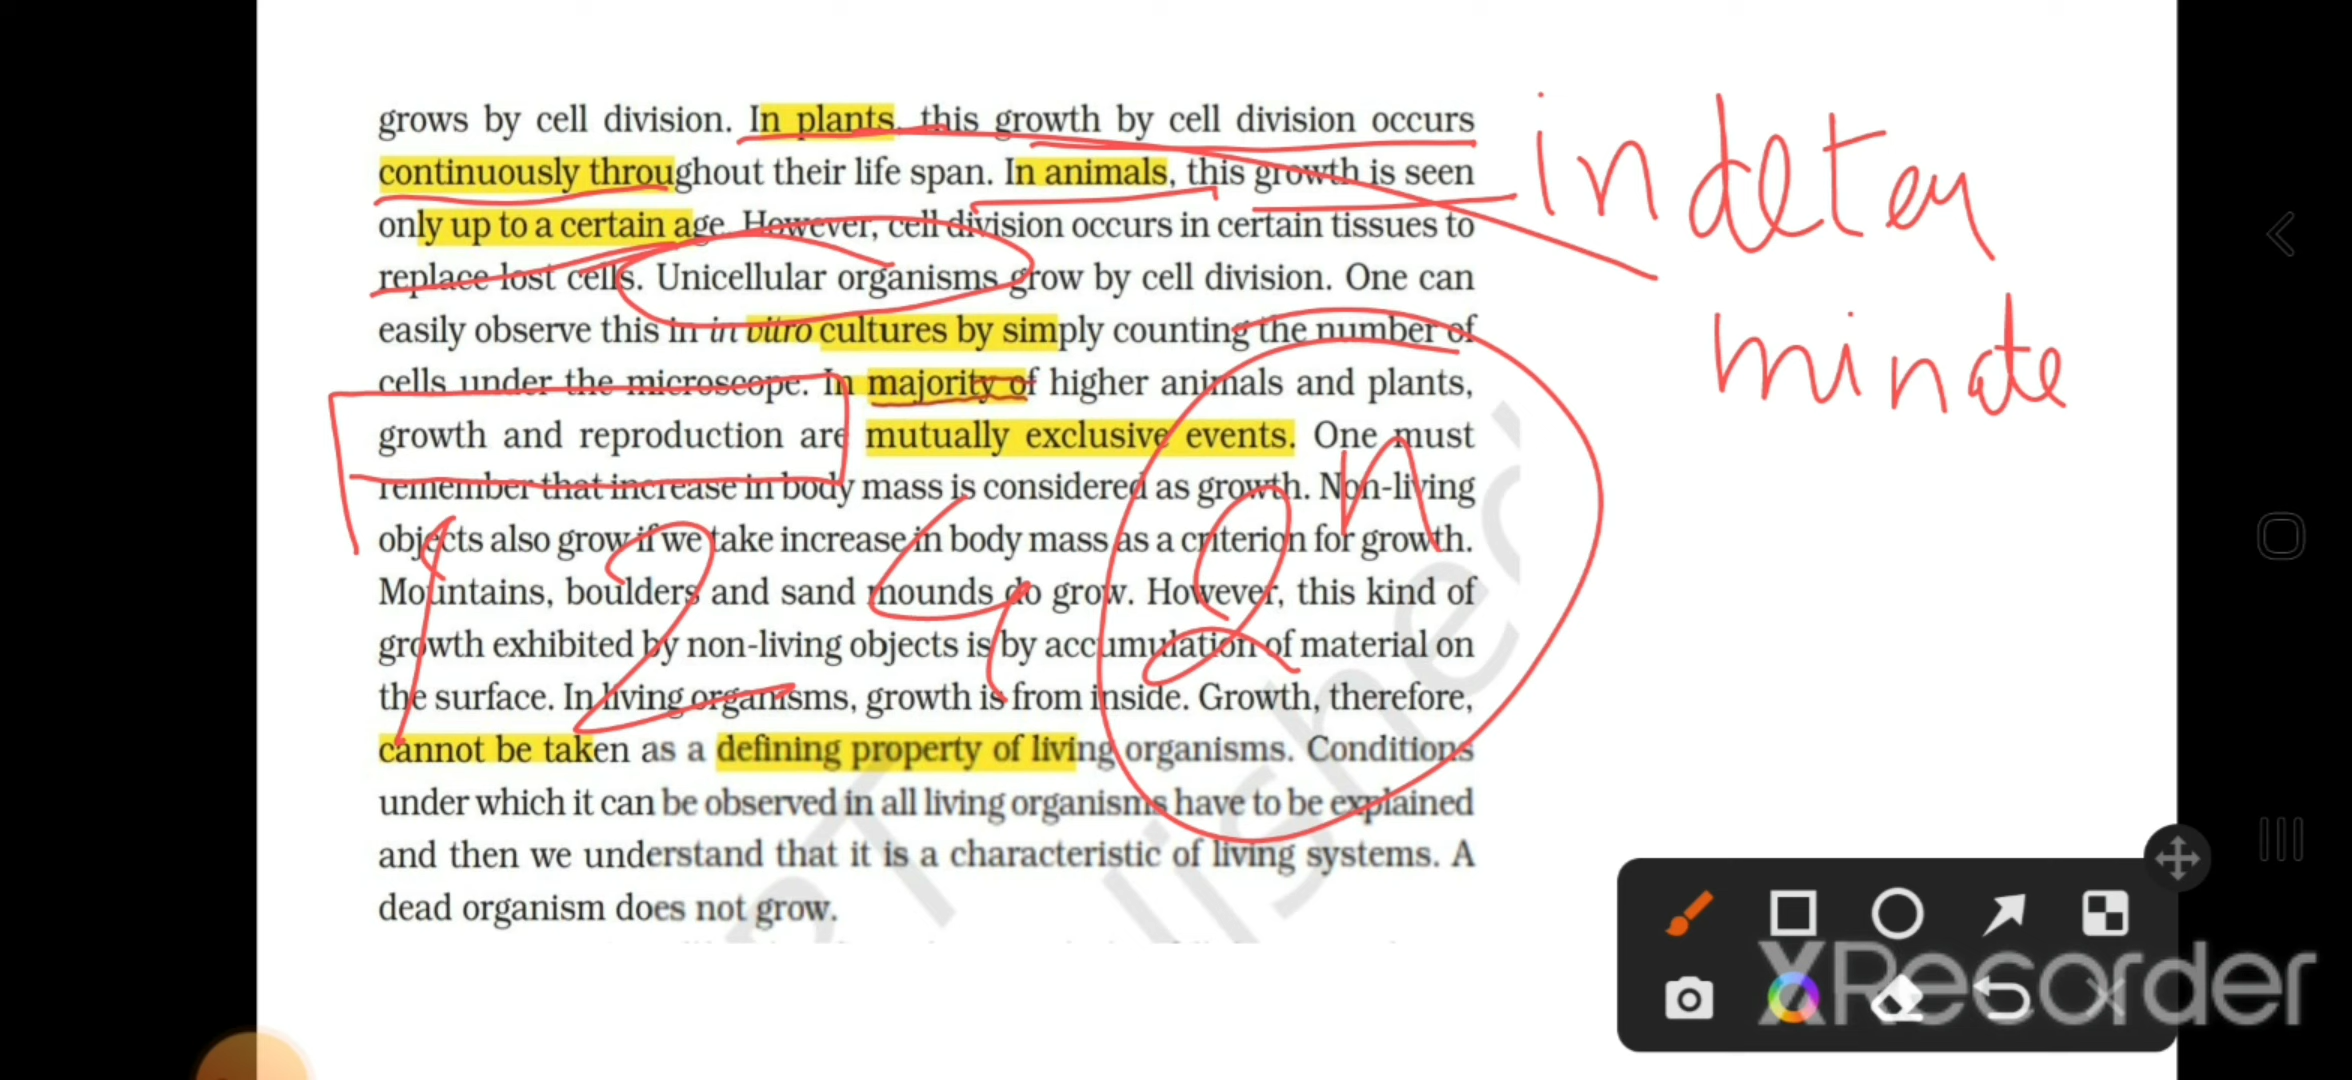 grows by cell division. In plants, this growth by cell division occurs
continuously throughout their life span. In animals, this growth is seen
only up to a certain age. However, cell division occurs in certain tissues to
replace lost cells. Unicellular organisms grow by cell division. One can
easily observe this in in vitro cultures by simply counting the number of
cells under the microscope. In majority of higher animals and plants,
growth and reproduction are mutually exclusive events. One must
remember that increase in body mass is considered as growth. Non-living
objects also grow if we take increase in body mass as a criterion for growth.
Mountains, boulders and sand mounds do grow. However, this kind of
growth exhibited by non-living objects is by accumulation of material on
the surface. In living organisms, growth is from inside. Growth, therefore,
cannot be taken as a defining property of living organisms. Conditions
under which it can be observed in all living organisms have to be explained
and then we understand that it is a characteristic of living systems. A
dead organism does not grow.
indeter
minate
1 2 4 2ⁿ
XRecorder